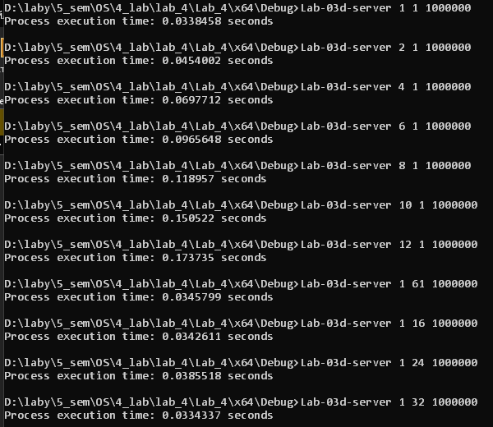 D:\laby\5_sem\OS\4_lab\lab_4\Lab_4\x64\Debug>Lab-03d-server 1 1 1000000
Process execution time: 0.0338458 seconds
D:\laby\5_sem\OS\4_lab\lab_4\Lab_4\x64\Debug>Lab-03d-server 2 1 1000000
Process execution time: 0.0454002 seconds
D:\laby\5_sem\OS\4_lab\lab_4\Lab_4\x64\Debug>Lab-03d-server 4 1 1000000
Process execution time: 0.0697712 seconds
D:\laby\5_sem\OS\4_lab\lab_4\Lab_4\x64\Debug>Lab-03d-server 6 1 1000000
Process execution time: 0.0965648 seconds
D:\laby\5_sem\OS\4_lab\lab_4\Lab_4\x64\Debug>Lab-03d-server 8 1 1000000
Process execution time: 0.118957 seconds
D:\laby\5_sem\OS\4_lab\lab_4\Lab_4\x64\Debug>Lab-03d-server 10 1 1000000
Process execution time: 0.150522 seconds
D:\laby\5_sem\OS\4_lab\lab_4\Lab_4\x64\Debug>Lab-03d-server 12 1 1000000
Process execution time: 0.173735 seconds
D:\laby\5_sem\OS\4_lab\lab_4\Lab_4\x64\Debug>Lab-03d-server 1 61 1000000
Process execution time: 0.0345799 seconds
D:\laby\5_sem\OS\4_lab\lab_4\Lab_4\x64\Debug>Lab-03d-server 1 16 1000000
Process execution time: 0.0342611 seconds
D:\laby\5_sem\OS\4_lab\lab_4\Lab_4\x64\Debug>Lab-03d-server 1 24 1000000
Process execution time: 0.0385518 seconds
D:\laby\5_sem\OS\4_lab\lab_4\Lab_4\x64\Debug>Lab-03d-server 1 32 1000000
Process execution time: 0.0334337 seconds